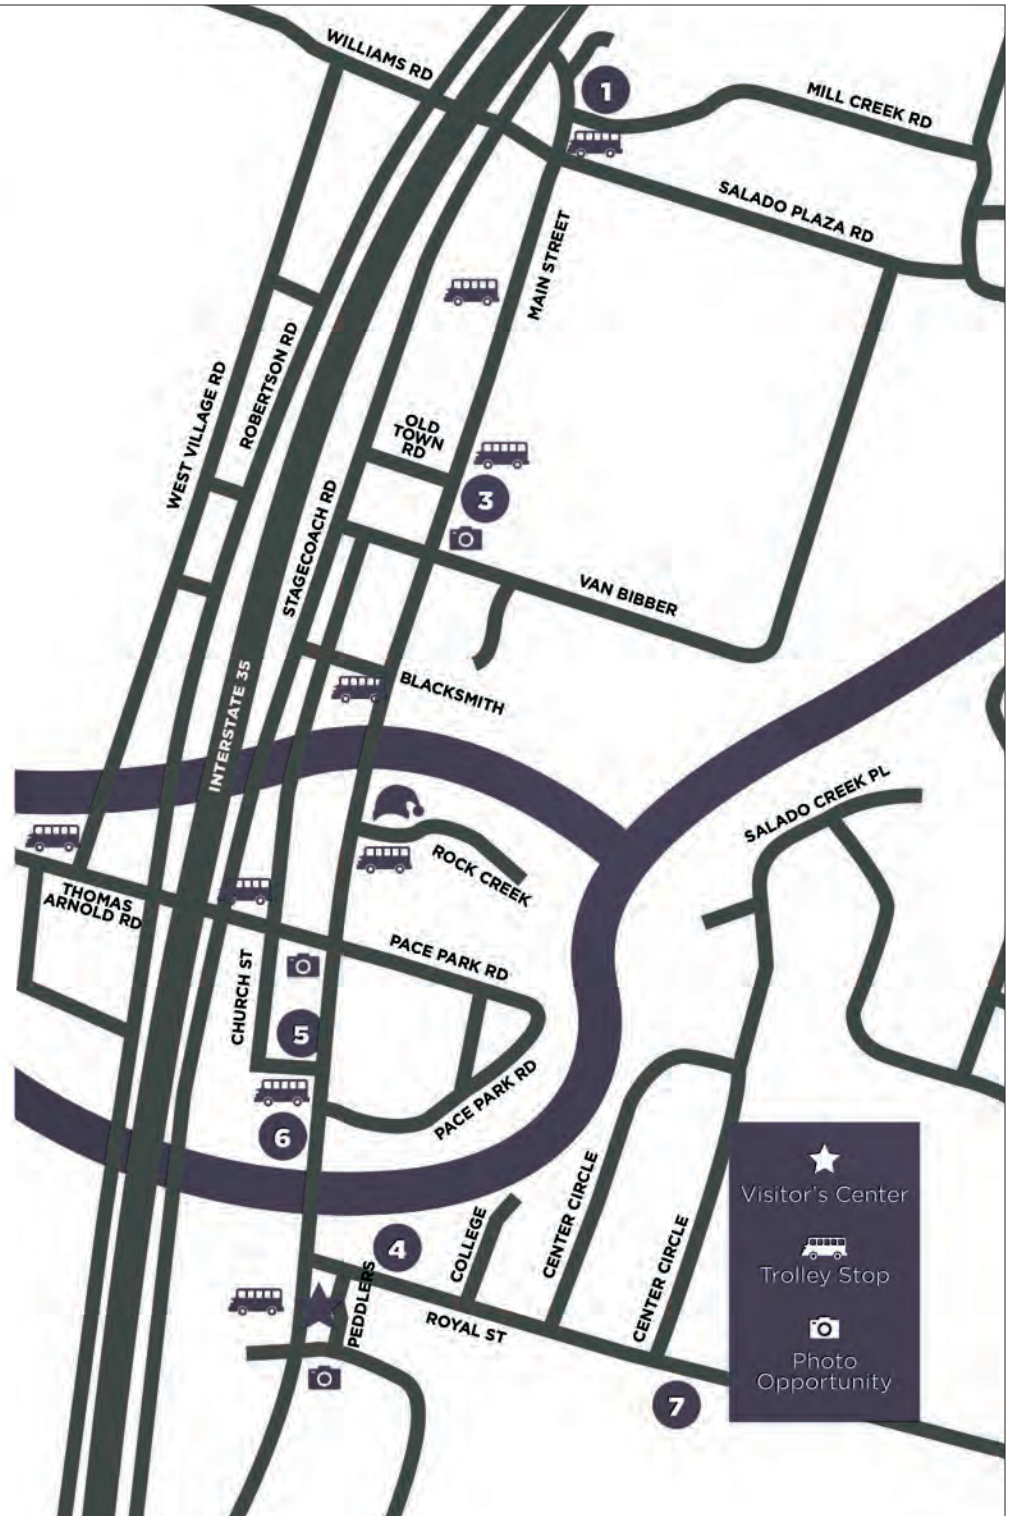 WILLIAMS RD
1
MILL CREEK RD
SALADO PLAZA RD
MAIN STREET
ROBERTSON RD
WEST VILLAGE RD
OLD
TOWN
RD
3
STAGECOACH RD
VAN BIBBER
BLACKSMITH
INTERSTATE 35
SALADO CREEK PL
ROCK CREEK
THOMAS
ARNOLD RD
PACE PARK RD
CHURCH ST
5
PACE PARK RD
6
4
COLLEGE
CENTER CIRCLE
CENTER CIRCLE
PEDDLERS
ROYAL ST
7
Visitor's Center
Trolley Stop
Photo
Opportunity